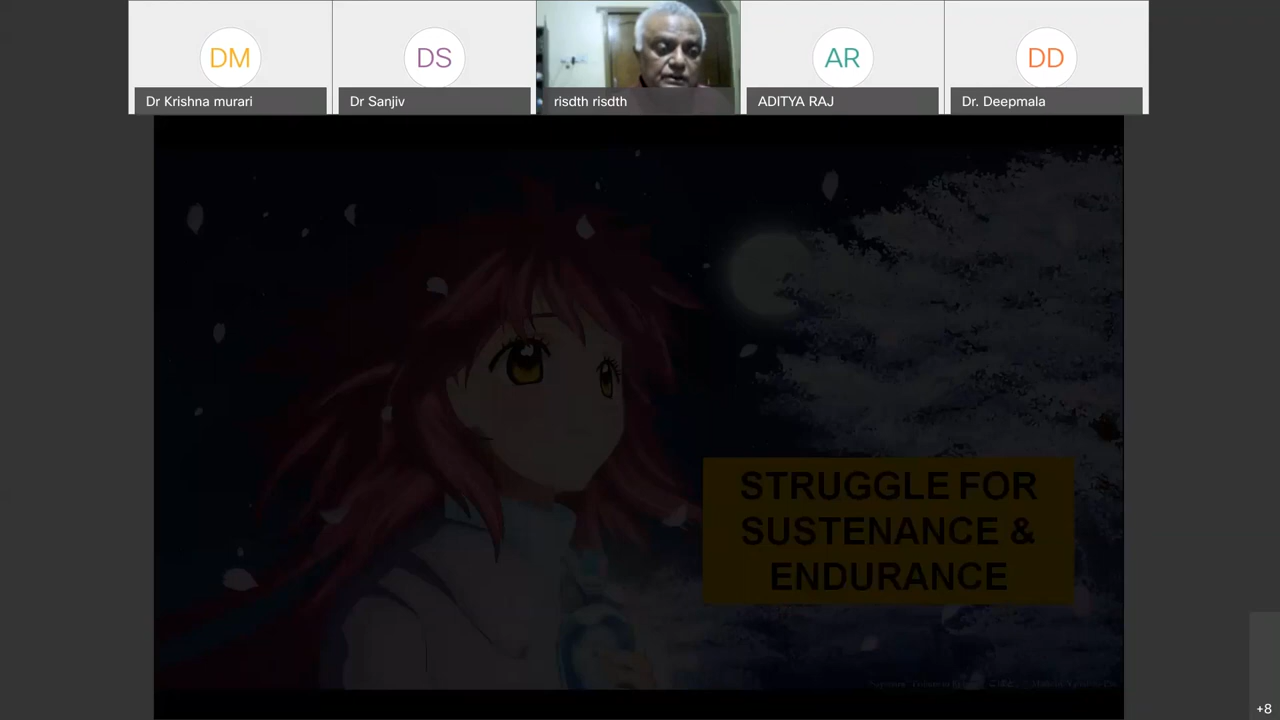 DM
DS
AR
DD
Dr Krishna murari
Dr Sanjiv
risdth risdth
ADITYA RAJ
Dr. Deepmala
STRUGGLE FOR
SUSTENANCE &
ENDURANCE
+8